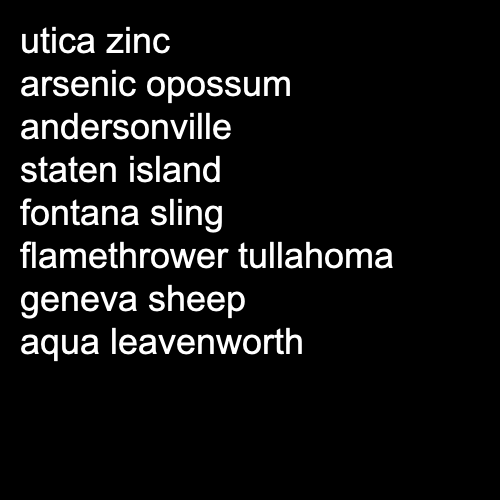 utica zinc
arsenic opossum
andersonville
staten island
fontana sling
flamethrower tullahoma
geneva sheep
aqua leavenworth